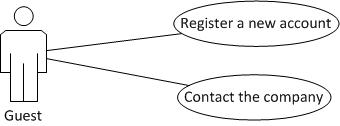 Register a new account
Contact the company
Guest